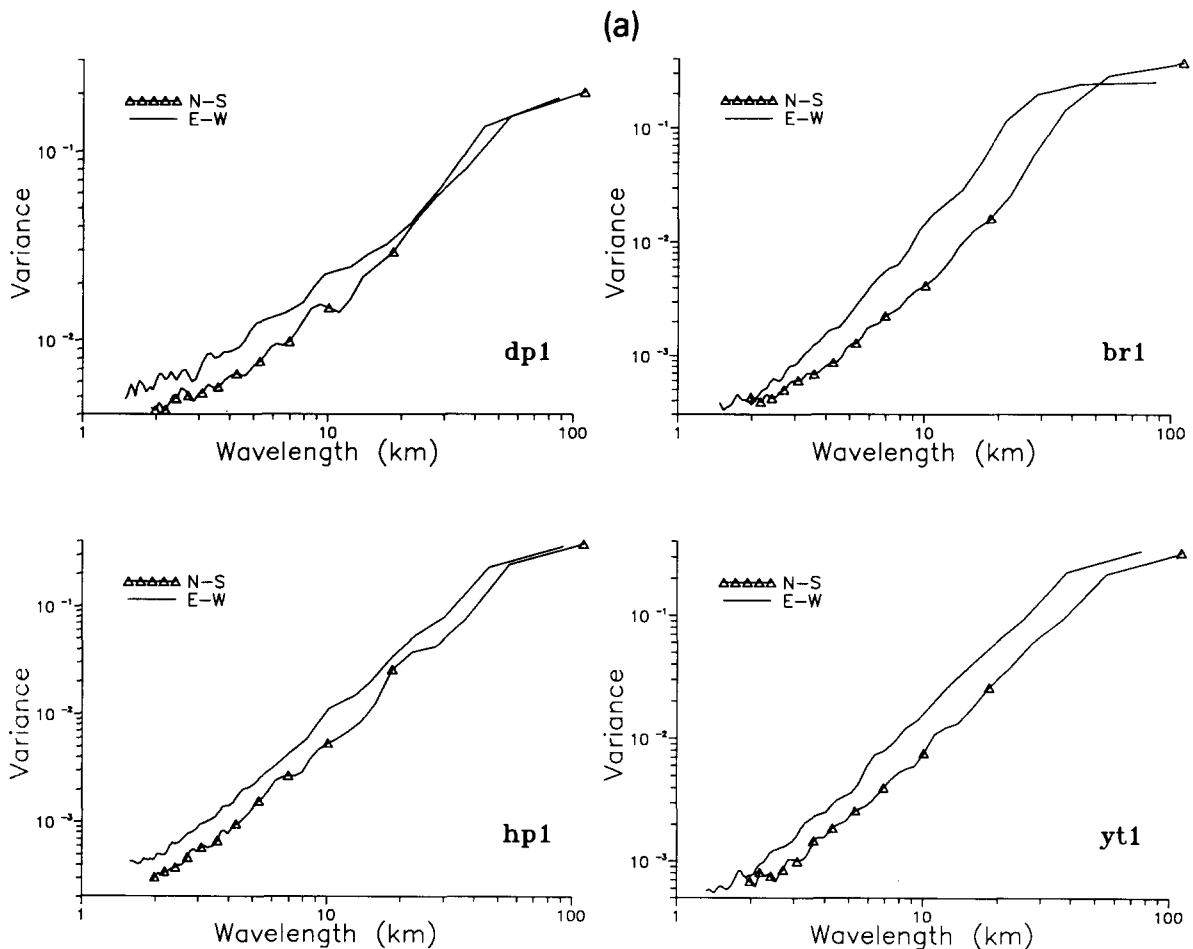 (a)
N-S
E-W
10⁻¹
10⁻²
Variance
dp1
1
10
100
Wavelength (km)
N-S
E-W
10⁻¹
10⁻²
10⁻³
Variance
br1
1
10
100
Wavelength (km)
N-S
E-W
10⁻¹
10⁻²
10⁻³
Variance
hp1
1
10
100
Wavelength (km)
N-S
E-W
10⁻¹
10⁻²
10⁻³
Variance
yt1
1
10
100
Wavelength (km)